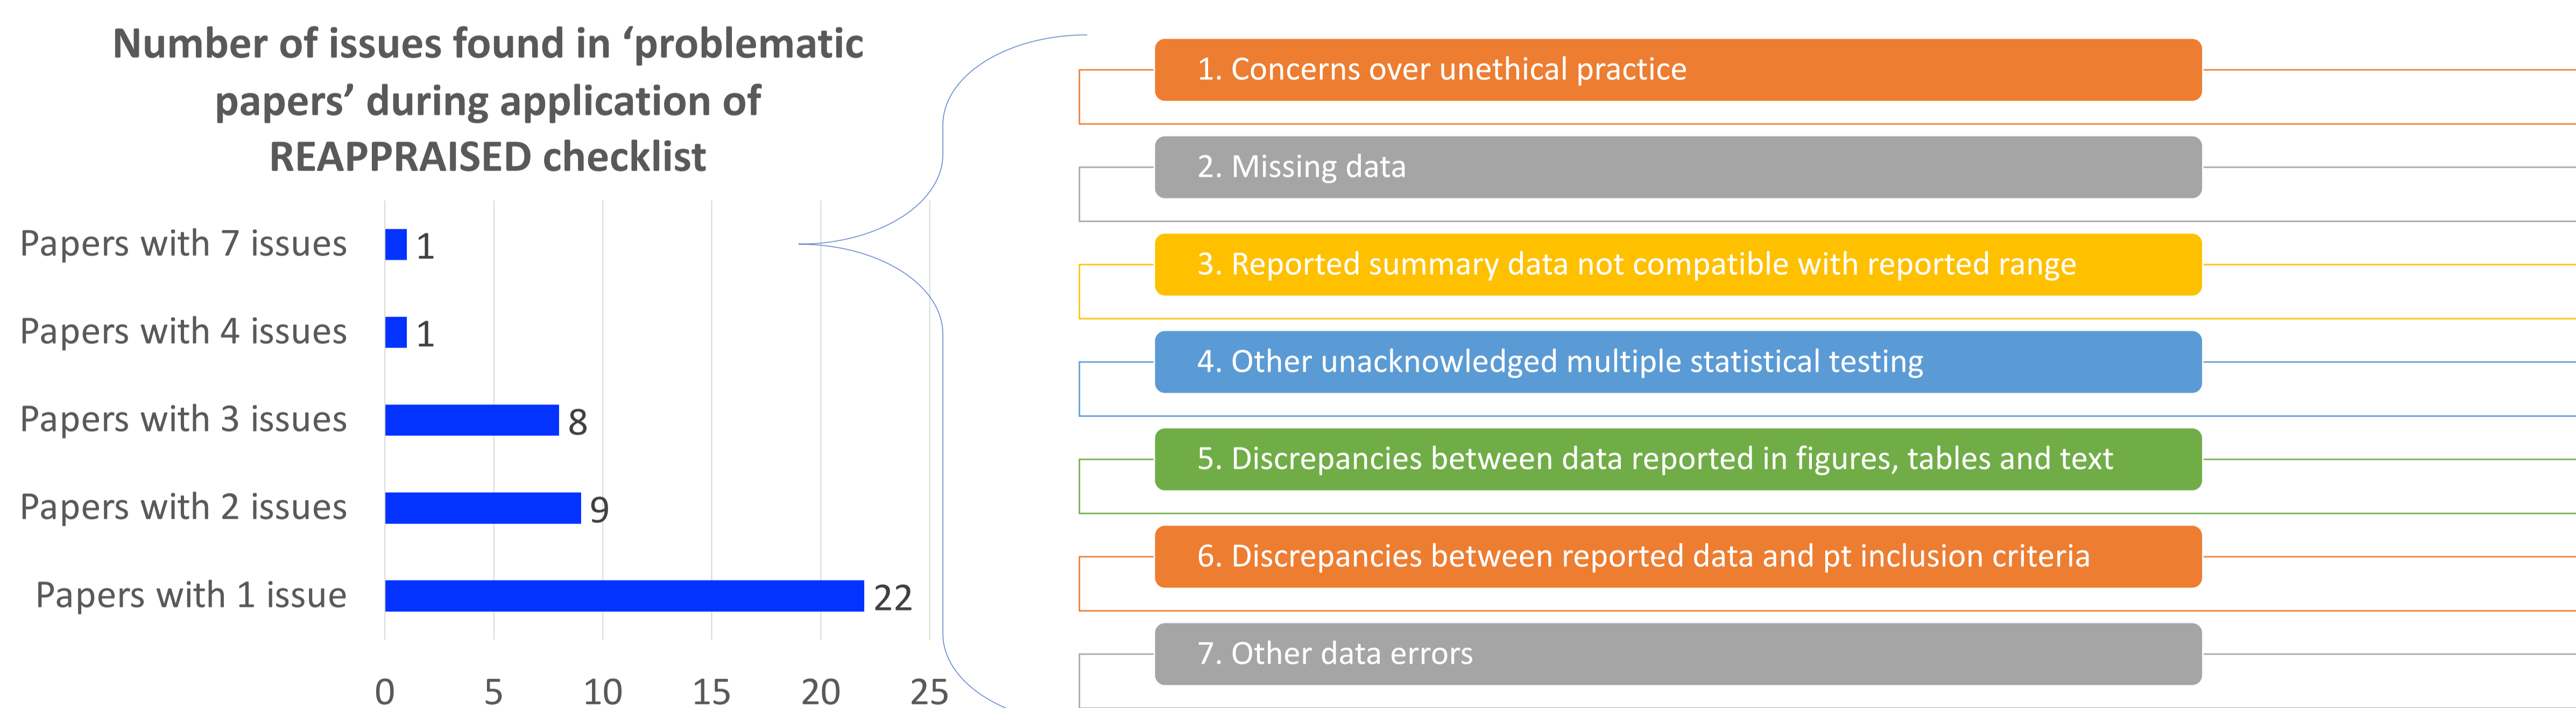 Number of issues found in ‘problematic
papers’ during application of
REAPPRAISED checklist
Papers with 7 issues
1
Papers with 4 issues
1
Papers with 3 issues
8
Papers with 2 issues
9
Papers with 1 issue
22
0 5 10 15 20 25
1. Concerns over unethical practice
2. Missing data
3. Reported summary data not compatible with reported range
4. Other unacknowledged multiple statistical testing
5. Discrepancies between data reported in figures, tables and text
6. Discrepancies between reported data and pt inclusion criteria
7. Other data errors